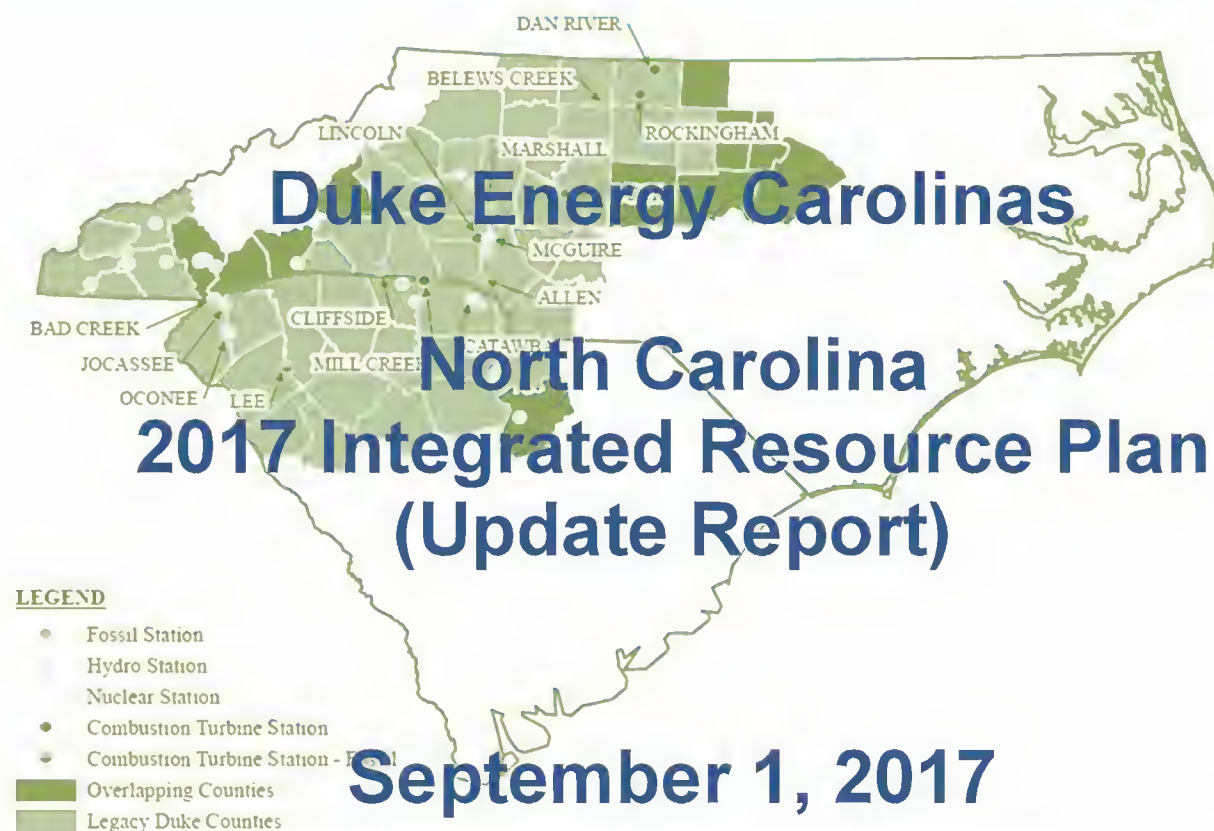 DAN RIVER
BELEWS CREEK
LINCOLN
ROCKINGHAM
MARSHALL
Duke Energy Carolinas
MCGUIRE
ALLEN
BAD CREEK
CLIFFSIDE
JOCASSEE
MILL CREEK
OCONEE
LEE
North Carolina
2017 Integrated Resource Plan
(Update Report)
LEGEND
Fossil Station
Hydro Station
Nuclear Station
Combustion Turbine Station
Combustion Turbine Station - Fossil
Overlapping Counties
Legacy Duke Counties
September 1, 2017